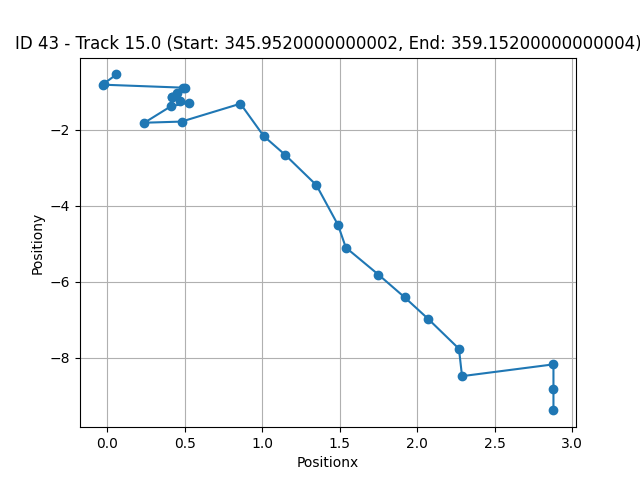 ID 43 - Track 15.0 (Start: 345.9520000000002, End: 359.15200000000004)
Positiony
−2
−4
−6
−8
0.0 0.5 1.0 1.5 2.0 2.5 3.0
Positionx